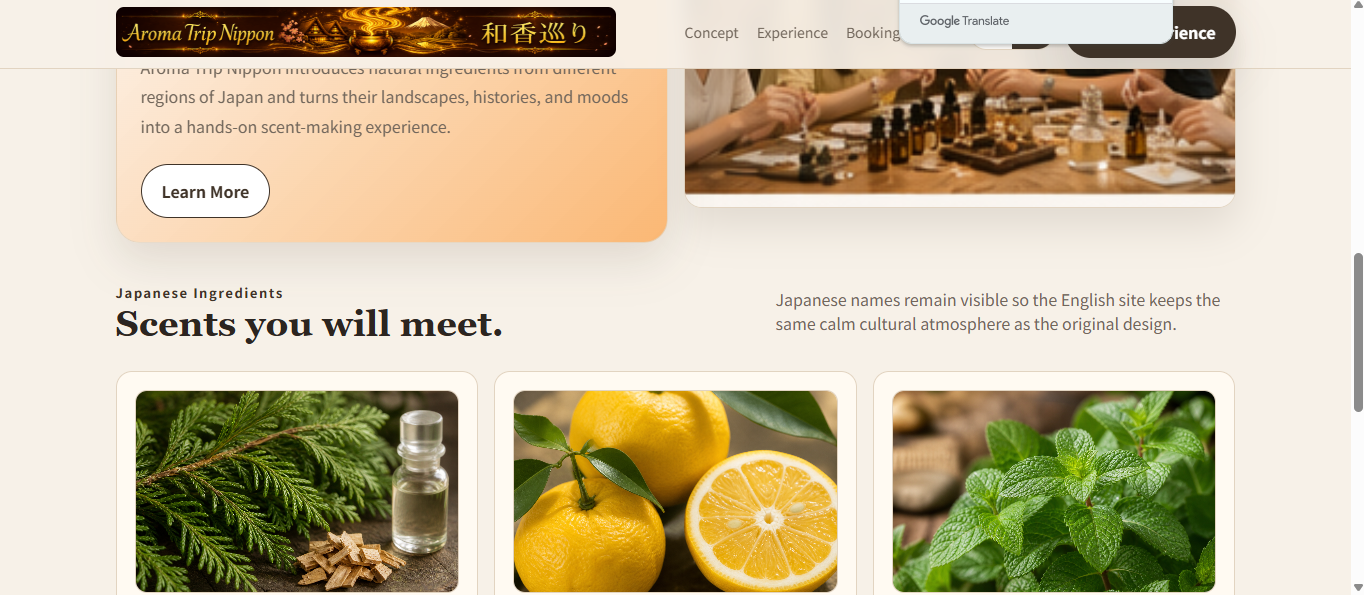 Aroma Trip Nippon 和香巡り
Concept Experience Booking
Google Translate
Aroma Trip Nippon introduces natural ingredients from different
regions of Japan and turns their landscapes, histories, and moods
into a hands-on scent-making experience.
Learn More
Japanese Ingredients
Scents you will meet.
Japanese names remain visible so the English site keeps the
same calm cultural atmosphere as the original design.